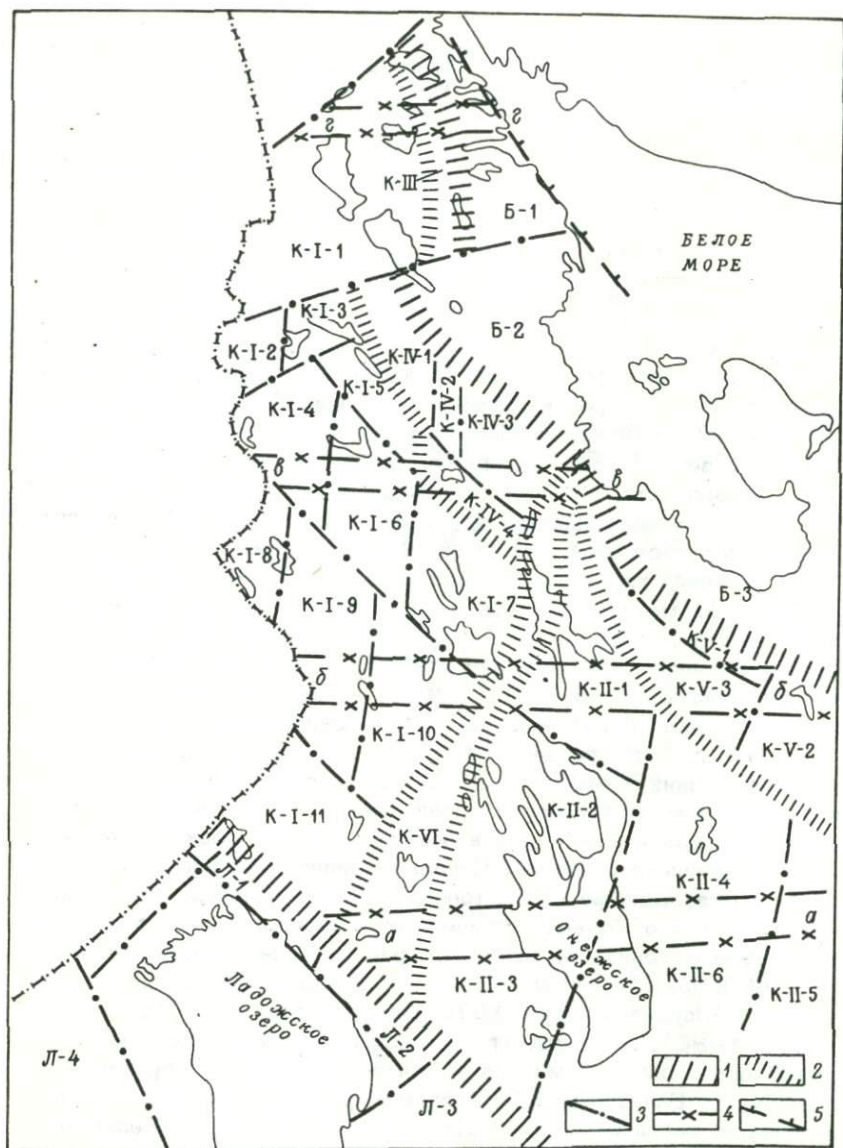 г
г
К-III
Б-1
К-I-1
БЕЛОЕ
МОРЕ
К-I-3
Б-2
К-I-2
К-IV-1
К-I-5
К-IV-2
К-I-4
К-IV-3
в
в
К-IV-4
К-I-6
К-I-8
К-I-9
К-I-7
Б-3
К-V-1
б
К-II-1
К-V-3
б
К-I-10
К-V-2
К-I-11
К-II-2
К-VI
Л-1
К-II-4
а
а
Онежское
озеро
К-II-3
К-II-6
К-II-5
Ладожское
озеро
Л-2
Л-4
Л-3
1
2
3
4
5